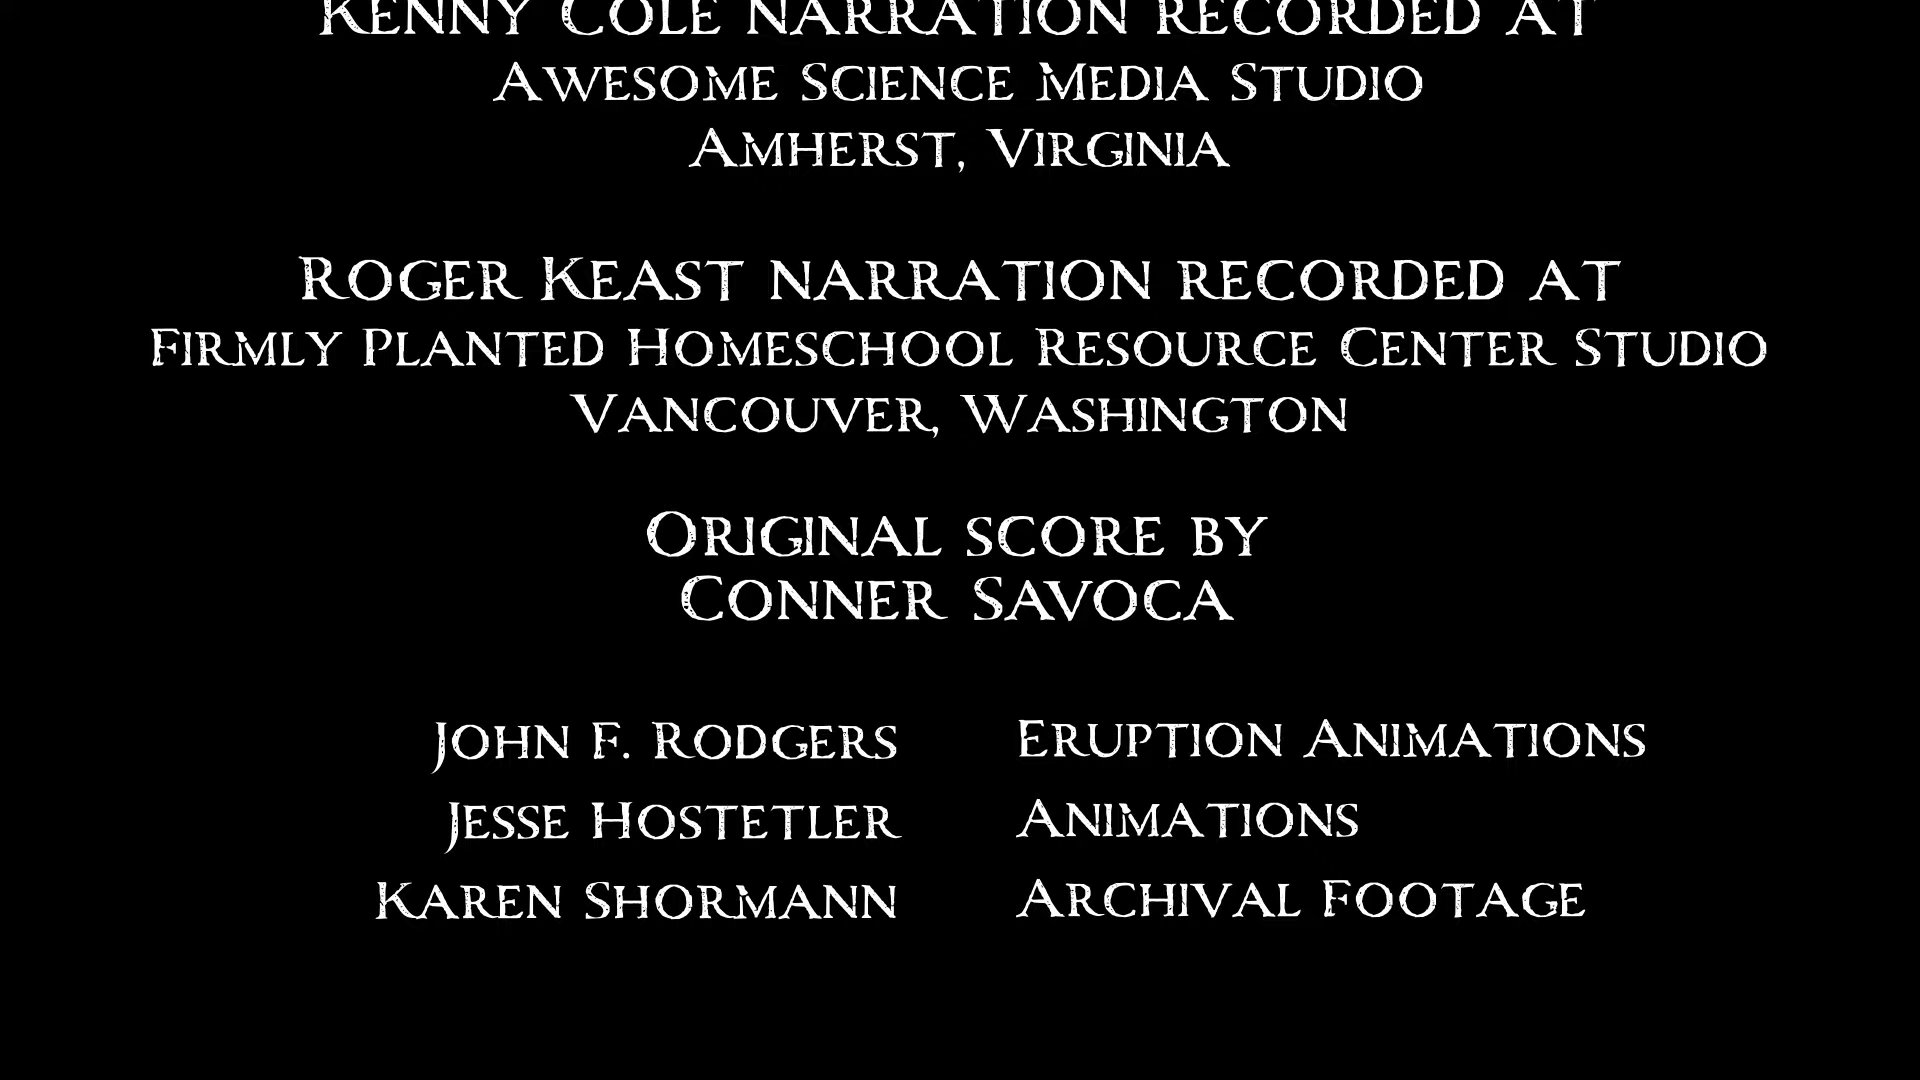 Kenny Cole narration recorded at
Awesome Science Media Studio
Amherst, Virginia
Roger Keast narration recorded at
Firmly Planted Homeschool Resource Center Studio
Vancouver, Washington
Original score by
Conner Savoca
John F. Rodgers Eruption Animations
Jesse Hostetler Animations
Karen Shormann Archival Footage